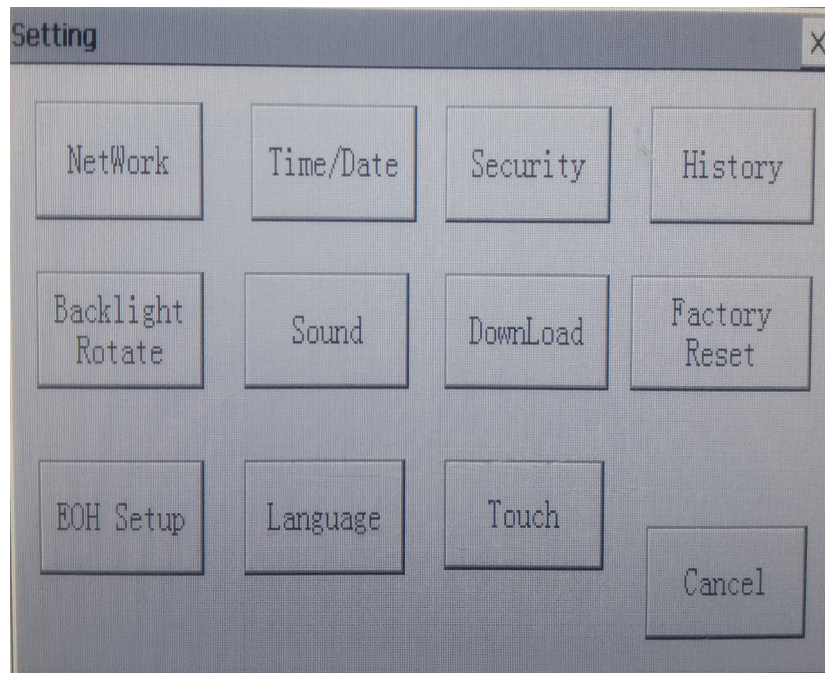 Setting
X
NetWork
Time/Date
Security
History
Backlight
Rotate
Sound
DownLoad
Factory
Reset
EOH Setup
Language
Touch
Cancel